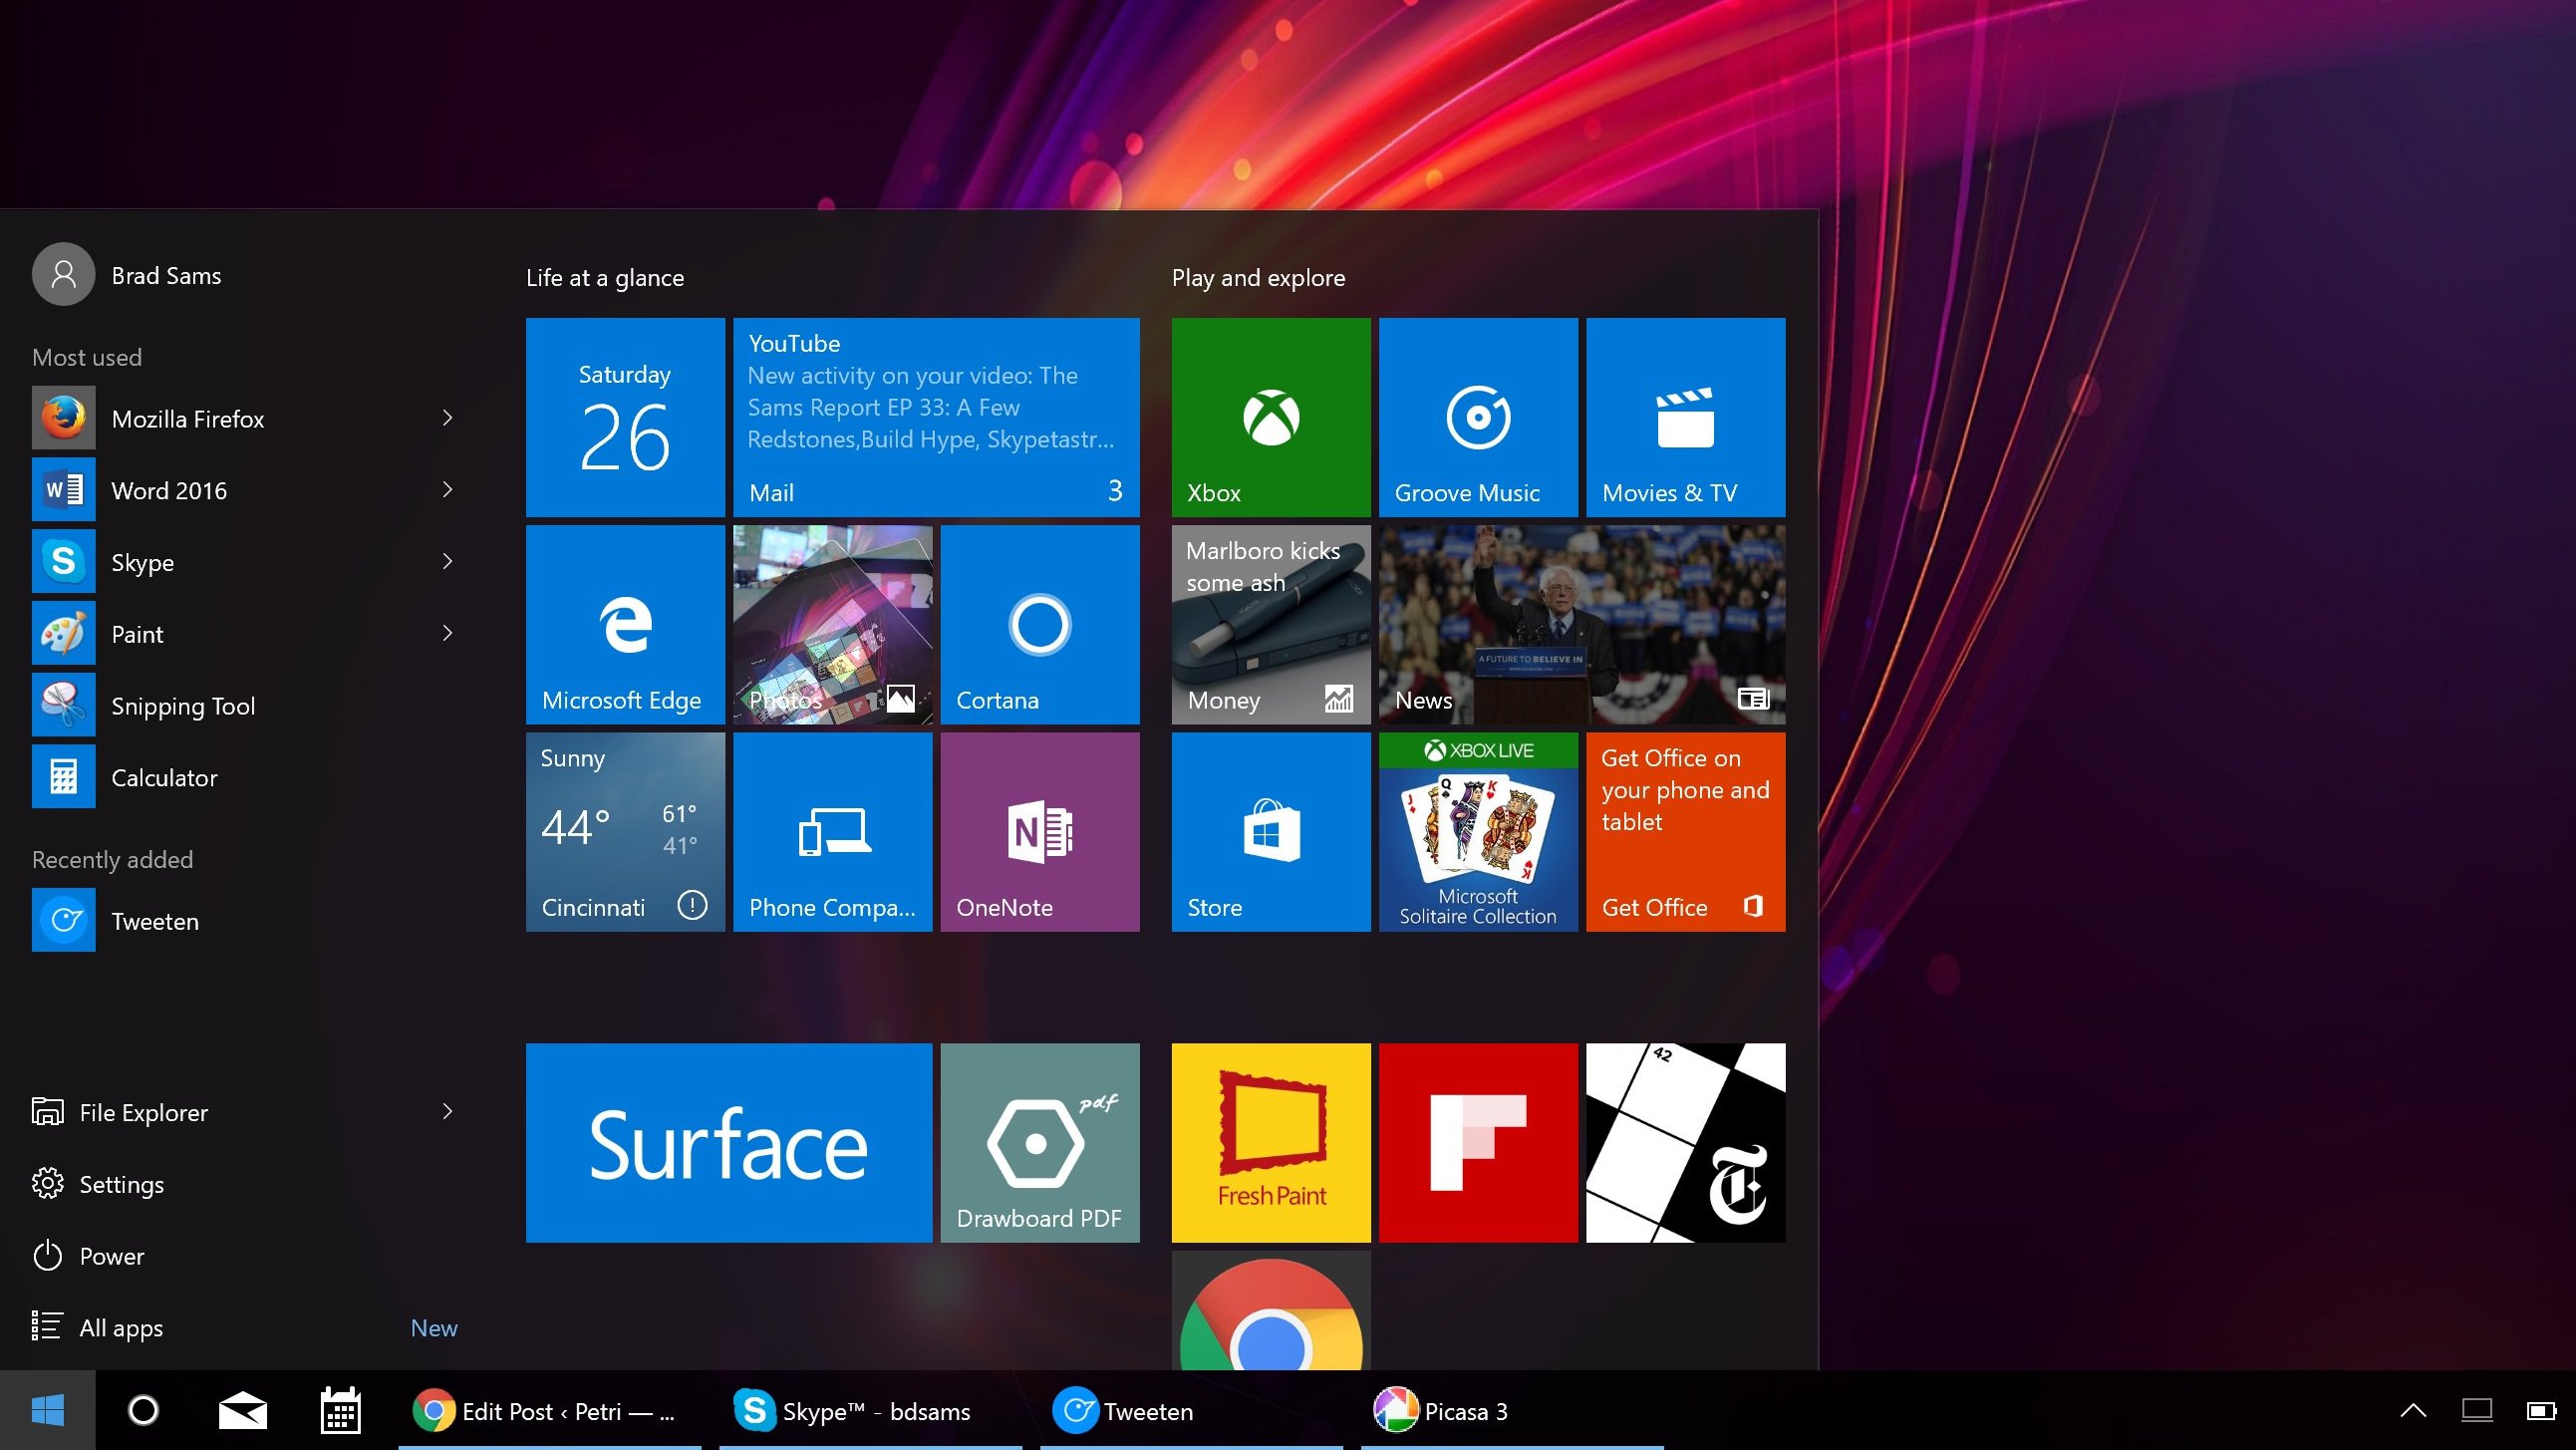 Brad Sams
Most used
Mozilla Firefox
Word 2016
Skype
Paint
Snipping Tool
Calculator
Recently added
Tweeten
File Explorer
Settings
Power
All apps
New
Life at a glance
Saturday
26
YouTube
New activity on your video: The
Sams Report EP 33: A Few
Redstones,Build Hype, Skypetastr...
Mail
3
Microsoft Edge
Photos
Cortana
Sunny
44°
61°
41°
Cincinnati
Phone Compa...
N
OneNote
Surface
pdf
Drawboard PDF
Play and explore
Xbox
Groove Music
Movies & TV
Marlboro kicks
some ash
Money
A FUTURE TO BELIEVE IN
News
Store
XBOX LIVE
J
Q
K
K
Microsoft
Solitaire Collection
Get Office on
your phone and
tablet
Get Office
Fresh Paint
F
42
T
Edit Post ‹ Petri — ...
Skype™ - bdsams
Tweeten
Picasa 3